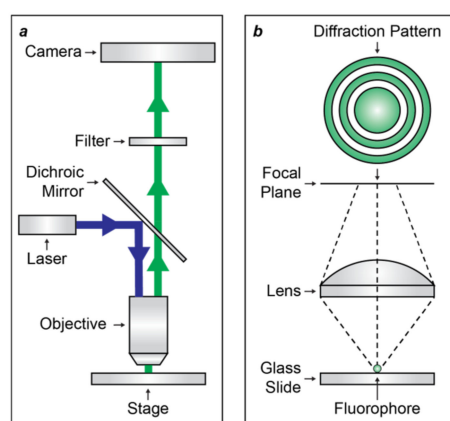 a
Camera
Filter
Dichroic
Mirror
Laser
Objective
Stage
b
Diffraction Pattern
Focal
Plane
Lens
Glass
Slide
Fluorophore